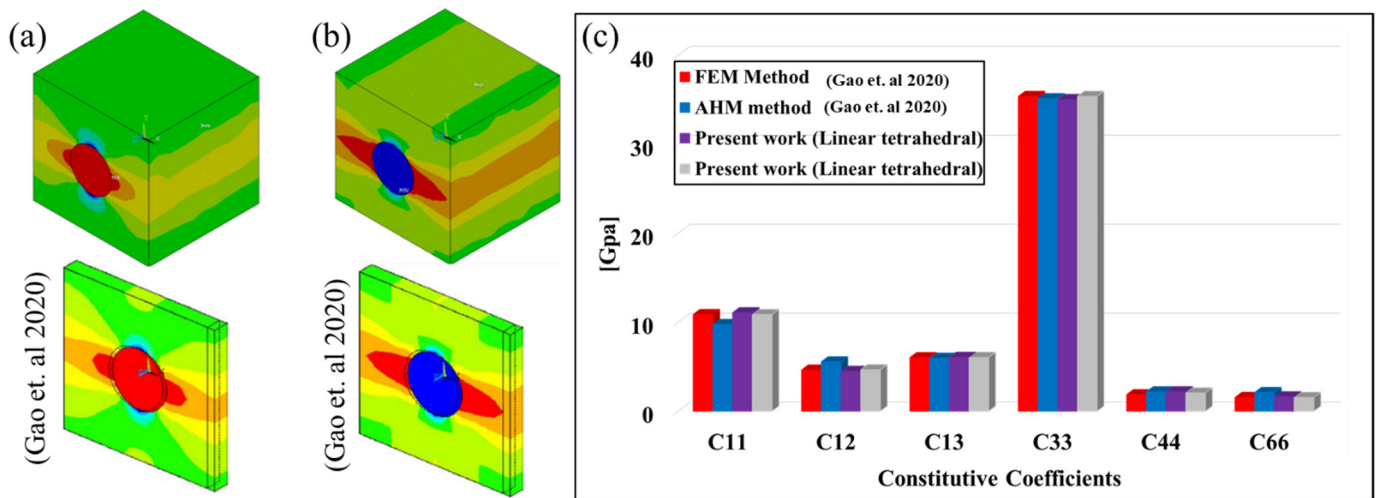 (a)
(b)
(c)
(Gao et. al 2020)
(Gao et. al 2020)
FEM Method (Gao et. al 2020)
AHM method (Gao et. al 2020)
Present work (Linear tetrahedral)
Present work (Linear tetrahedral)
[Gpa]
40
30
20
10
0
C11 C12 C13 C33 C44 C66
Constitutive Coefficients